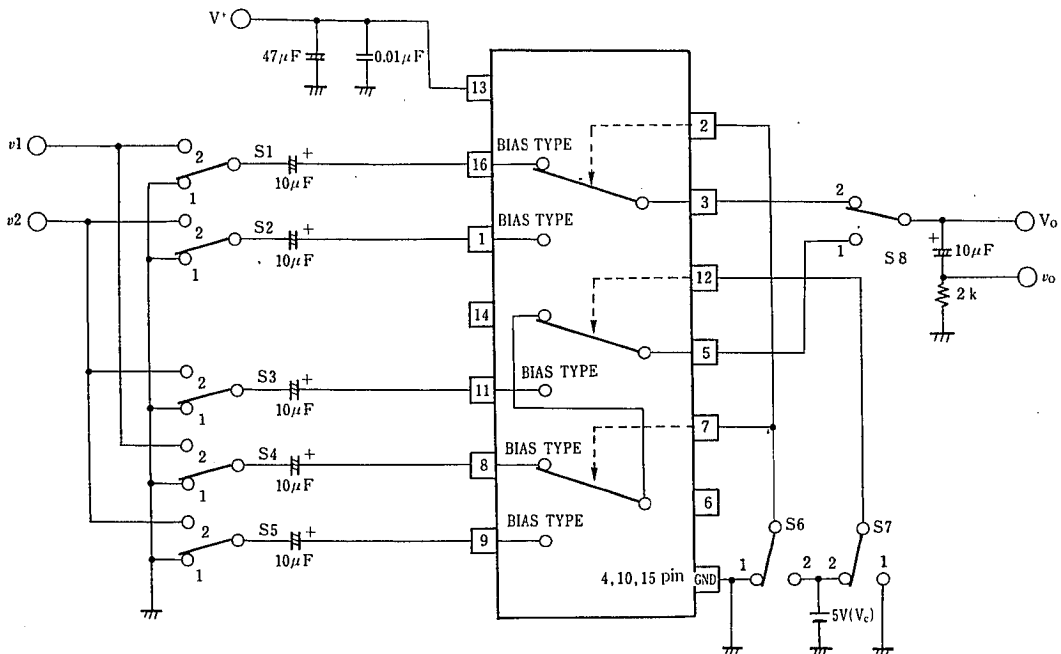 V⁺
47μF
0.01μF
13
2
v1
2
S1
+
1
10μF
16
BIAS TYPE
3
2
Vo
v2
2
S2
+
1
10μF
1
BIAS TYPE
1
S8
+
10μF
12
vo
2k
14
5
BIAS TYPE
2
S3
+
1
10μF
11
7
BIAS TYPE
2
S4
+
1
10μF
8
6
BIAS TYPE
2
S5
+
1
10μF
9
S6
S7
4,10,15 pin
GND
1
2
2
1
5V(Vc)